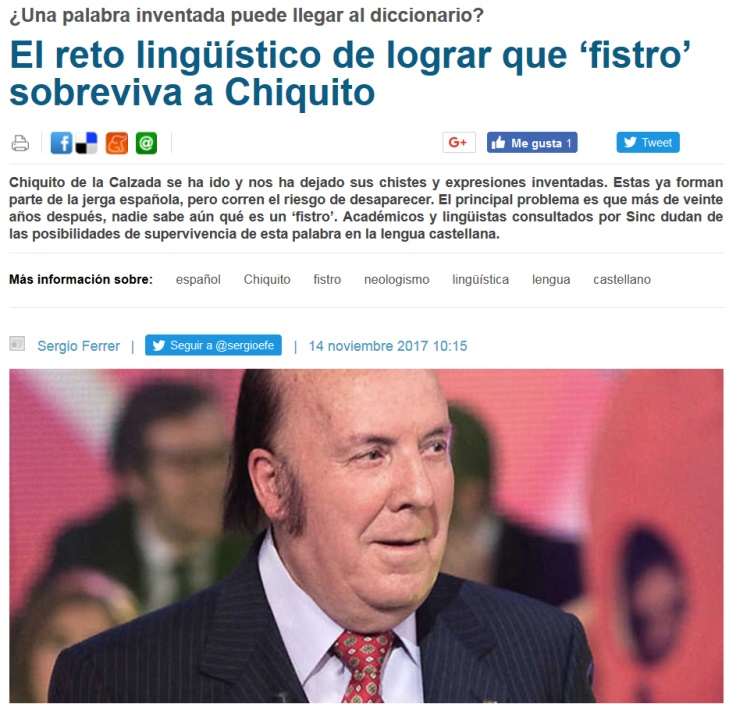 ¿Una palabra inventada puede llegar al diccionario?
El reto lingüístico de lograr que ‘fistro’
sobreviva a Chiquito
f
@
G+
Me gusta 1
Tweet
Chiquito de la Calzada se ha ido y nos ha dejado sus chistes y expresiones inventadas. Estas ya forman
parte de la jerga española, pero corren el riesgo de desaparecer. El principal problema es que más de veinte
años después, nadie sabe aún qué es un ‘fistro’. Académicos y lingüistas consultados por Sinc dudan de
las posibilidades de supervivencia de esta palabra en la lengua castellana.
Más información sobre: español Chiquito fistro neologismo lingüística lengua castellano
Sergio Ferrer | Seguir a @sergioefe | 14 noviembre 2017 10:15